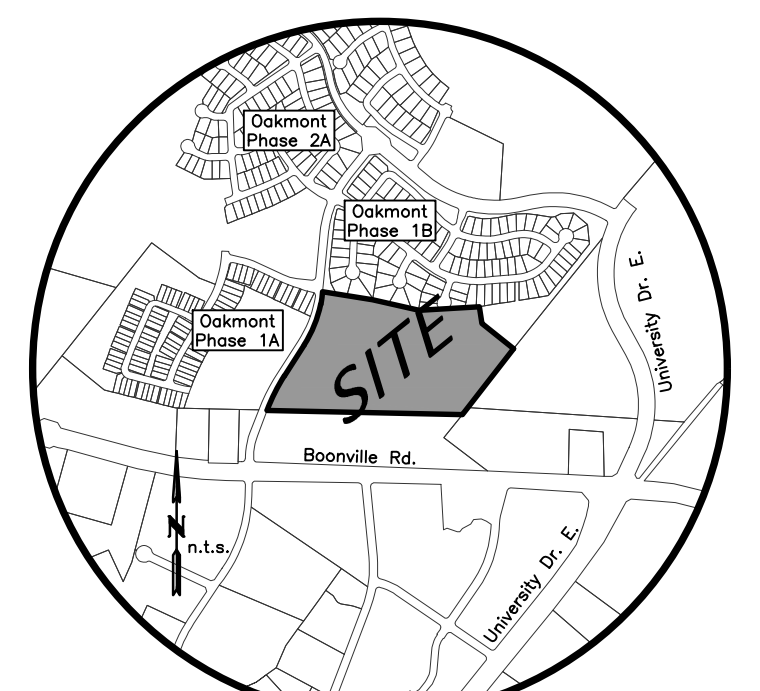 Oakmont
Phase 2A
Oakmont
Phase 1B
University Dr. E.
Oakmont
Phase 1A
SITE
Boonville Rd.
N
n.t.s.
University Dr. E.